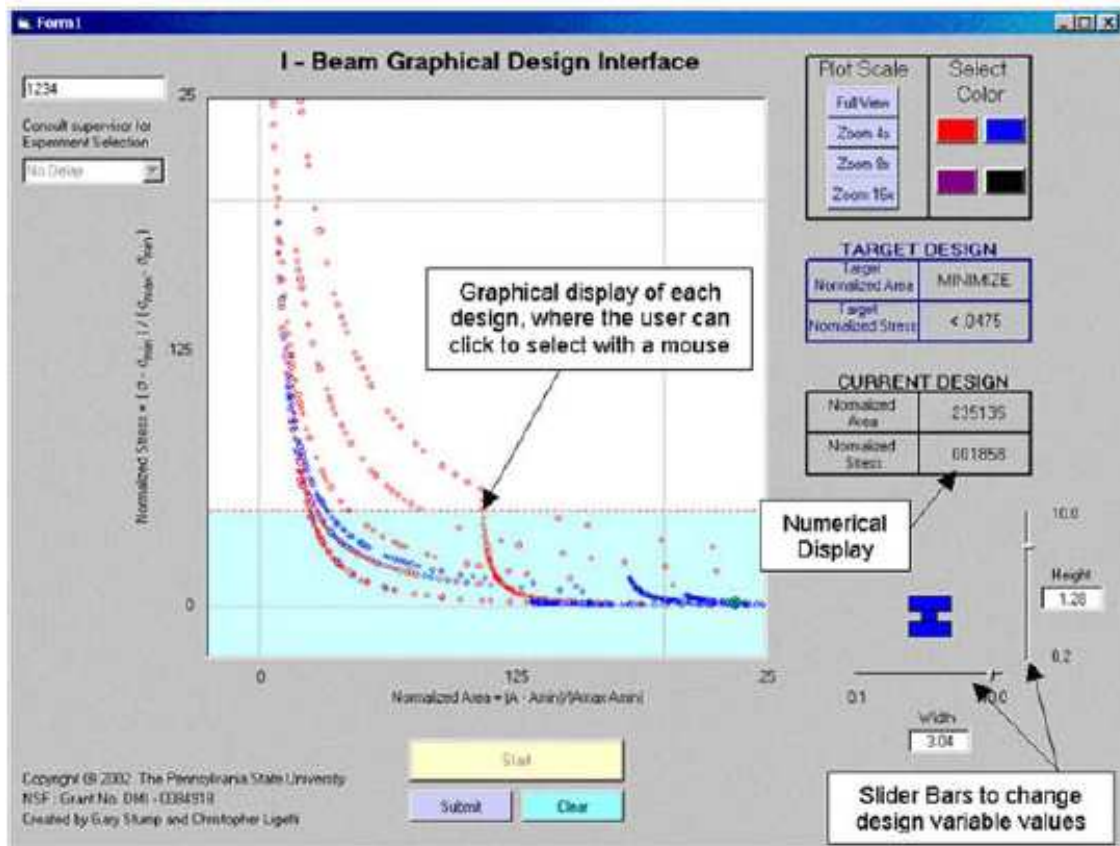 Form1
I - Beam Graphical Design Interface
1234
Consult supervisor for
Experiment Selection
No Delay
Normalized Stress = [σ - σmin] / [σmax - σmin]
25
125
0
0
125
25
Normalized Area = (A - Amin)/(Amax-Amin)
Graphical display of each
design, where the user can
click to select with a mouse
Plot Scale
Full View
Zoom 4x
Zoom 8x
Zoom 16x
Select
Color
TARGET DESIGN
Target
Normalized Area
MINIMIZE
Target
Normalized Stress
< .0475
CURRENT DESIGN
Normalized
Area
.235135
Normalized
Stress
.001858
Numerical
Display
10.0
Height
1.28
0.2
0.1
Width
3.04
Slider Bars to change
design variable values
Start
Submit
Clear
Copyright @ 2002 The Pennsylvania State University
NSF : Grant No. DMI - 0084918
Created by Gary Stump and Christopher Ligetti